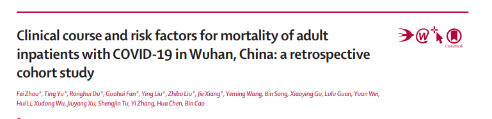 Clinical course and risk factors for mortality of adult
inpatients with COVID-19 in Wuhan, China: a retrospective
cohort study
Fei Zhou*, Ting Yu*, Ronghui Du*, Guohui Fan*, Ying Liu*, Zhibo Liu*, Jie Xiang*, Yeming Wang, Bin Song, Xiaoying Gu, Lulu Guan, Yuan Wei,
Hui Li, Xudong Wu, Jiuyang Xu, Shengjin Tu, Yi Zhang, Hua Chen, Bin Cao